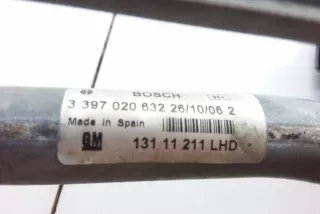 BOSCH
3 397 020 632 26/10/06 2
Made in Spain
GM 131 11 211 LHD